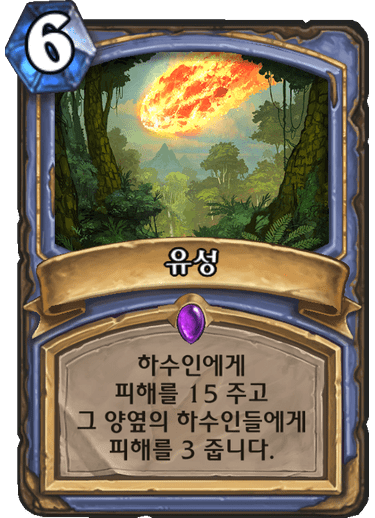 6
유성
하수인에게
피해를 15 주고
그 양옆의 하수인들에게
피해를 3 줍니다.